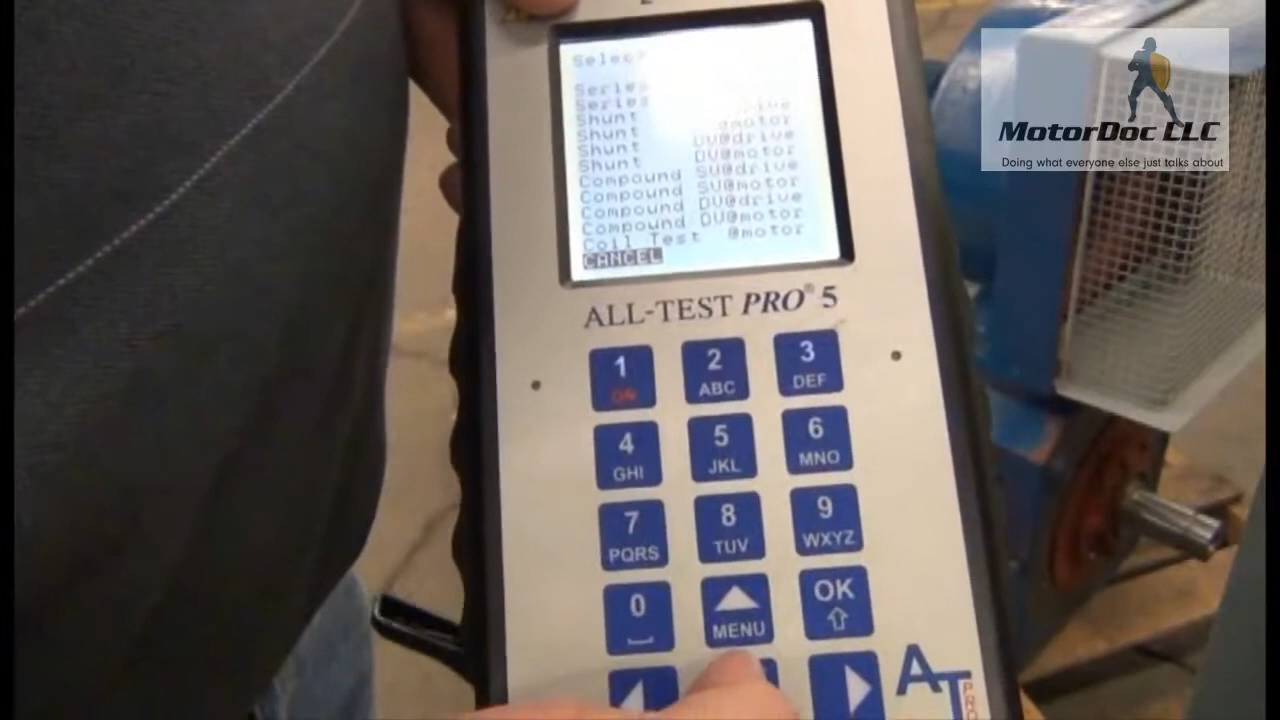 Select
Series
Series drive
Shunt @motor
Shunt DV@drive
Shunt DV@motor
Shunt SV@drive
Compound SV@motor
Compound DV@drive
Compound DV@motor
Compound @motor
Coil Test
CANCEL
ALL-TEST PRO® 5
1 ON
2 ABC
3 DEF
4 GHI
5 JKL
6 MNO
7 PQRS
8 TUV
9 WXYZ
0
MENU
OK
AT PRO
MotorDoc LLC
Doing what everyone else just talks about